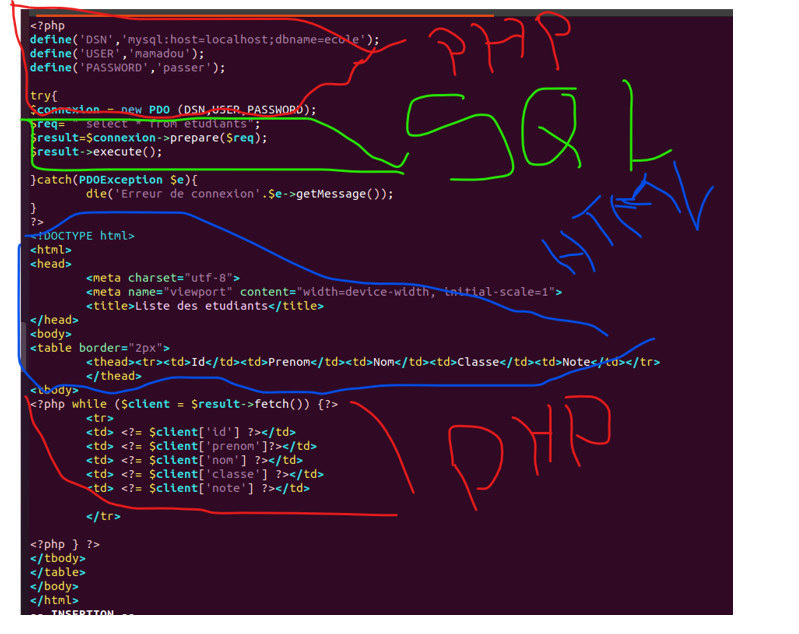 <?php
define('DSN','mysql:host=localhost;dbname=ecole');
define('USER','mamadou');
define('PASSWORD','passer');
PHP
try{
$connexion = new PDO (DSN,USER,PASSWORD);
$req= " select * from etudiants";
$result=$connexion->prepare($req);
$result->execute();
SQL
}catch(PDOException $e){
die('Erreur de connexion'.$e->getMessage());
}
?>
<!DOCTYPE html>
<html>
<head>
<meta charset="utf-8">
<meta name="viewport" content="width=device-width, initial-scale=1">
<title>Liste des etudiants</title>
</head>
<body>
<table border="2px">
<thead><tr><td>Id</td><td>Prenom</td><td>Nom</td><td>Classe</td><td>Note</td></tr>
</thead>
<tbody>
<?php while ($client = $result->fetch()) {?>
<tr>
<td> <?= $client['id'] ?></td>
<td> <?= $client['prenom']?></td>
<td> <?= $client['nom'] ?></td>
<td> <?= $client['classe'] ?></td>
<td> <?= $client['note'] ?></td>
PHP
</tr>
<?php } ?>
</tbody>
</table>
</body>
</html>
-- INSERTION --